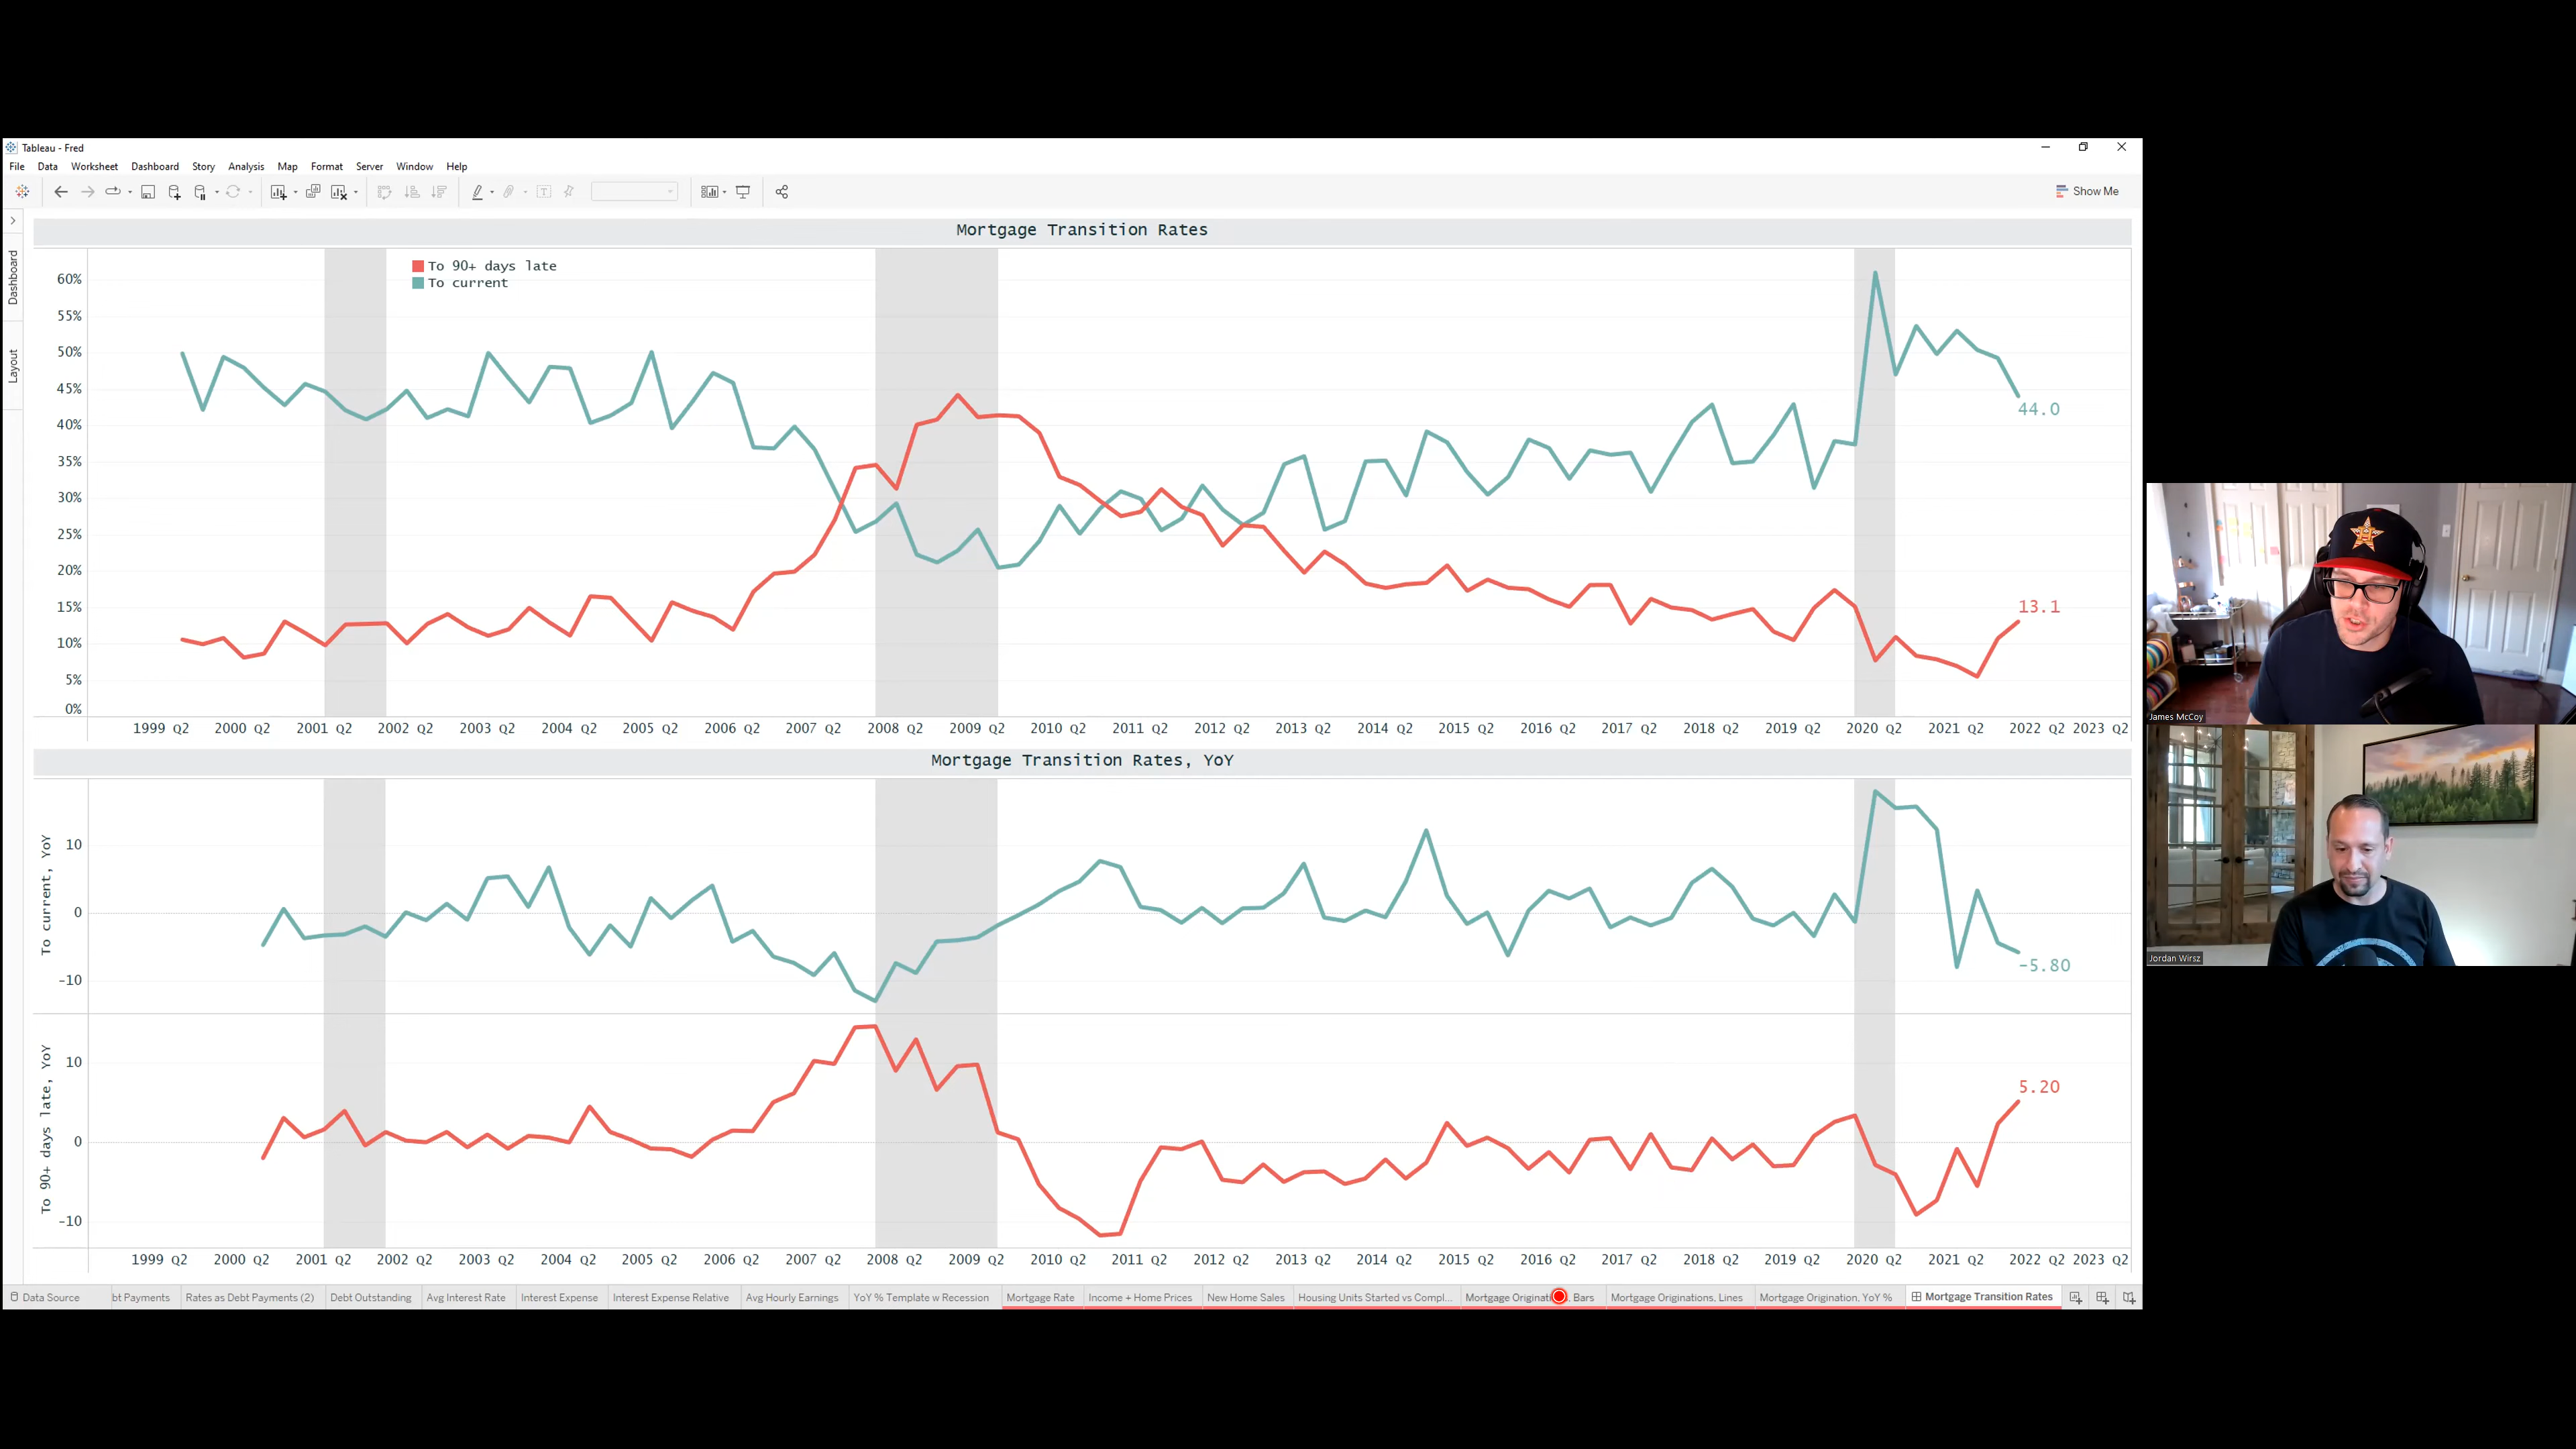 Tableau - Fred
File Data Worksheet Dashboard Story Analysis Map Format Server Window Help
Show Me
Dashboard
Layout
Mortgage Transition Rates
To 90+ days late
To current
60%
55%
50%
45%
40%
35%
30%
25%
20%
15%
10%
5%
0%
44.0
13.1
1999 Q2 2000 Q2 2001 Q2 2002 Q2 2003 Q2 2004 Q2 2005 Q2 2006 Q2 2007 Q2 2008 Q2 2009 Q2 2010 Q2 2011 Q2 2012 Q2 2013 Q2 2014 Q2 2015 Q2 2016 Q2 2017 Q2 2018 Q2 2019 Q2 2020 Q2 2021 Q2 2022 Q2 2023 Q2
Mortgage Transition Rates, YoY
To current, YoY
10
0
-10
-5.80
To 90+ days late, YoY
10
0
-10
5.20
1999 Q2 2000 Q2 2001 Q2 2002 Q2 2003 Q2 2004 Q2 2005 Q2 2006 Q2 2007 Q2 2008 Q2 2009 Q2 2010 Q2 2011 Q2 2012 Q2 2013 Q2 2014 Q2 2015 Q2 2016 Q2 2017 Q2 2018 Q2 2019 Q2 2020 Q2 2021 Q2 2022 Q2 2023 Q2
Data Source bt Payments Rates as Debt Payments (2) Debt Outstanding Avg Interest Rate Interest Expense Interest Expense Relative Avg Hourly Earnings YoY % Template w Recession Mortgage Rate Income + Home Prices New Home Sales Housing Units Started vs Compl... Mortgage Originati , Bars Mortgage Originations, Lines Mortgage Origination, YoY % Mortgage Transition Rates
James McCoy
Jordan Wirsz